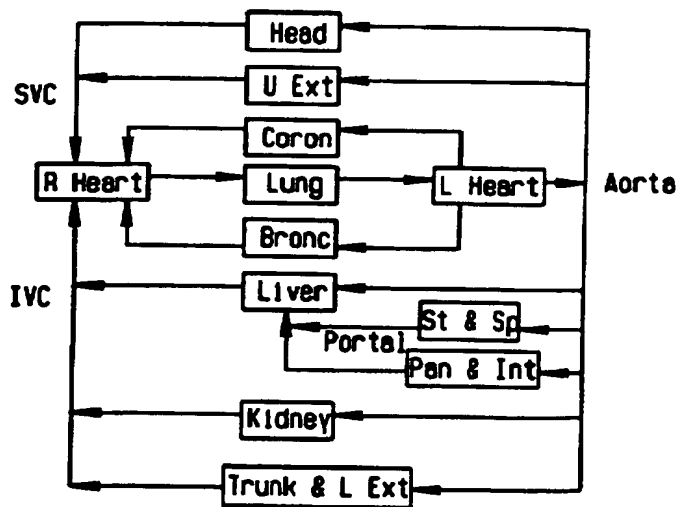 Head
U Ext
SVC
Coron
R Heart
Lung
L Heart
Aorta
Bronc
IVC
Liver
St & Sp
Portal
Pan & Int
Kidney
Trunk & L Ext